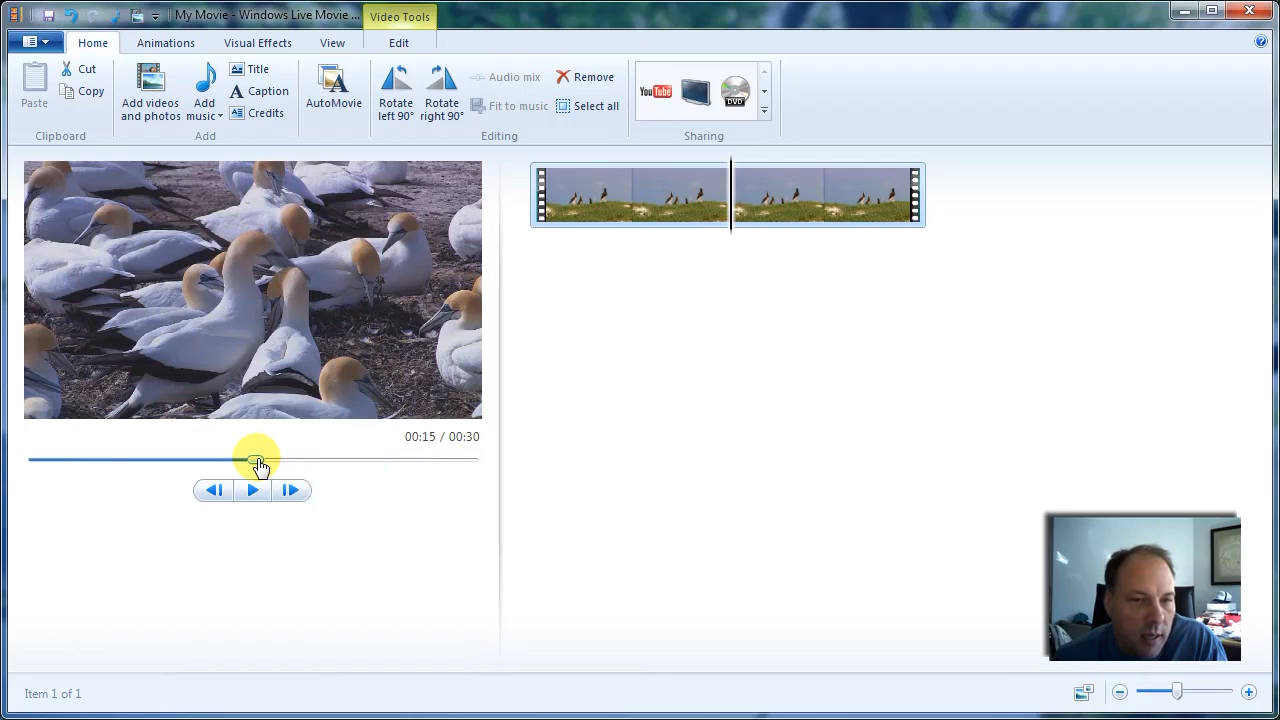 My Movie - Windows Live Movie ...
Video Tools
Home
Animations
Visual Effects
View
Edit
Paste
Cut
Copy
Clipboard
Add videos
and photos
Add
music
Title
Caption
Credits
Add
AutoMovie
Rotate
left 90°
Rotate
right 90°
Audio mix
Fit to music
Remove
Select all
Editing
YouTube
DVD
Sharing
00:15 / 00:30
Item 1 of 1